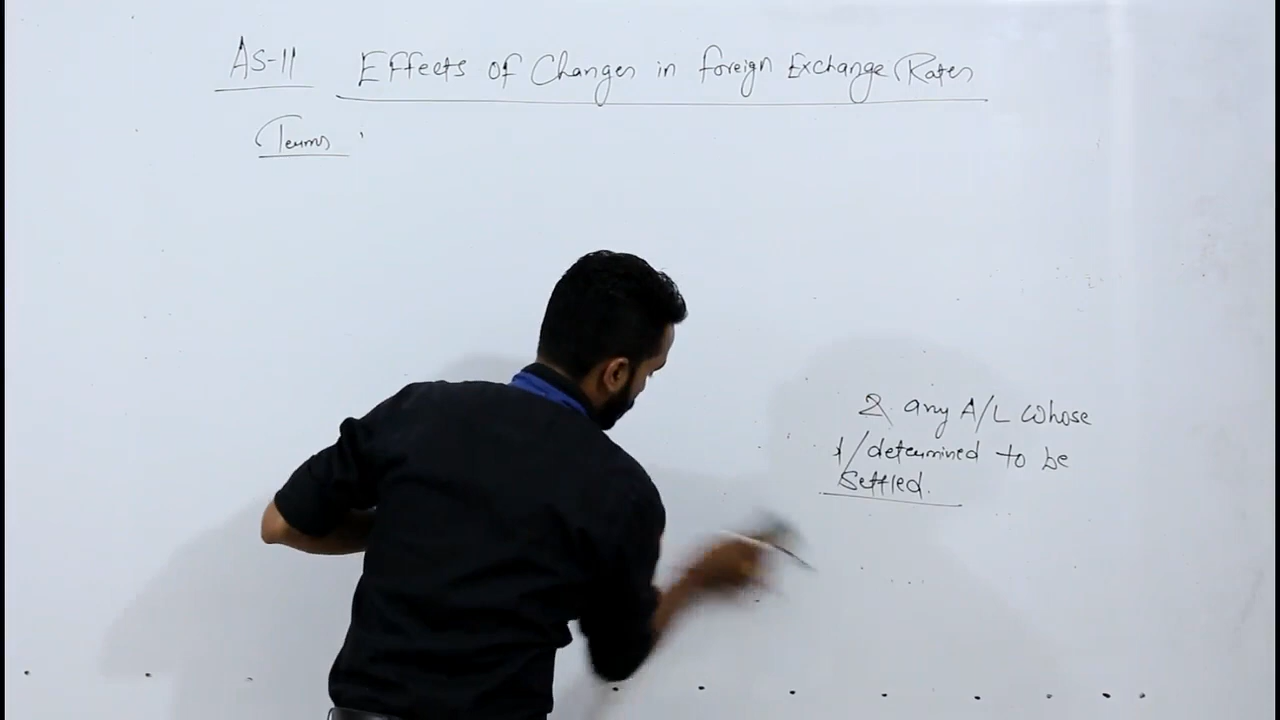 AS-11 Effects of Changes in Foreign Exchange Rates
Terms :
& any A/L whose
/determined to be
Settled.